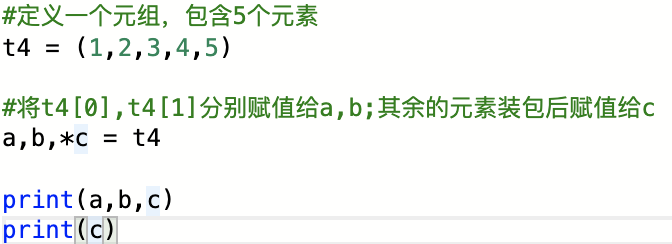 #定义一个元组，包含5个元素
t4 = (1,2,3,4,5)
#将t4[0],t4[1]分别赋值给a,b;其余的元素装包后赋值给c
a,b,*c = t4
print(a,b,c)
print(c)